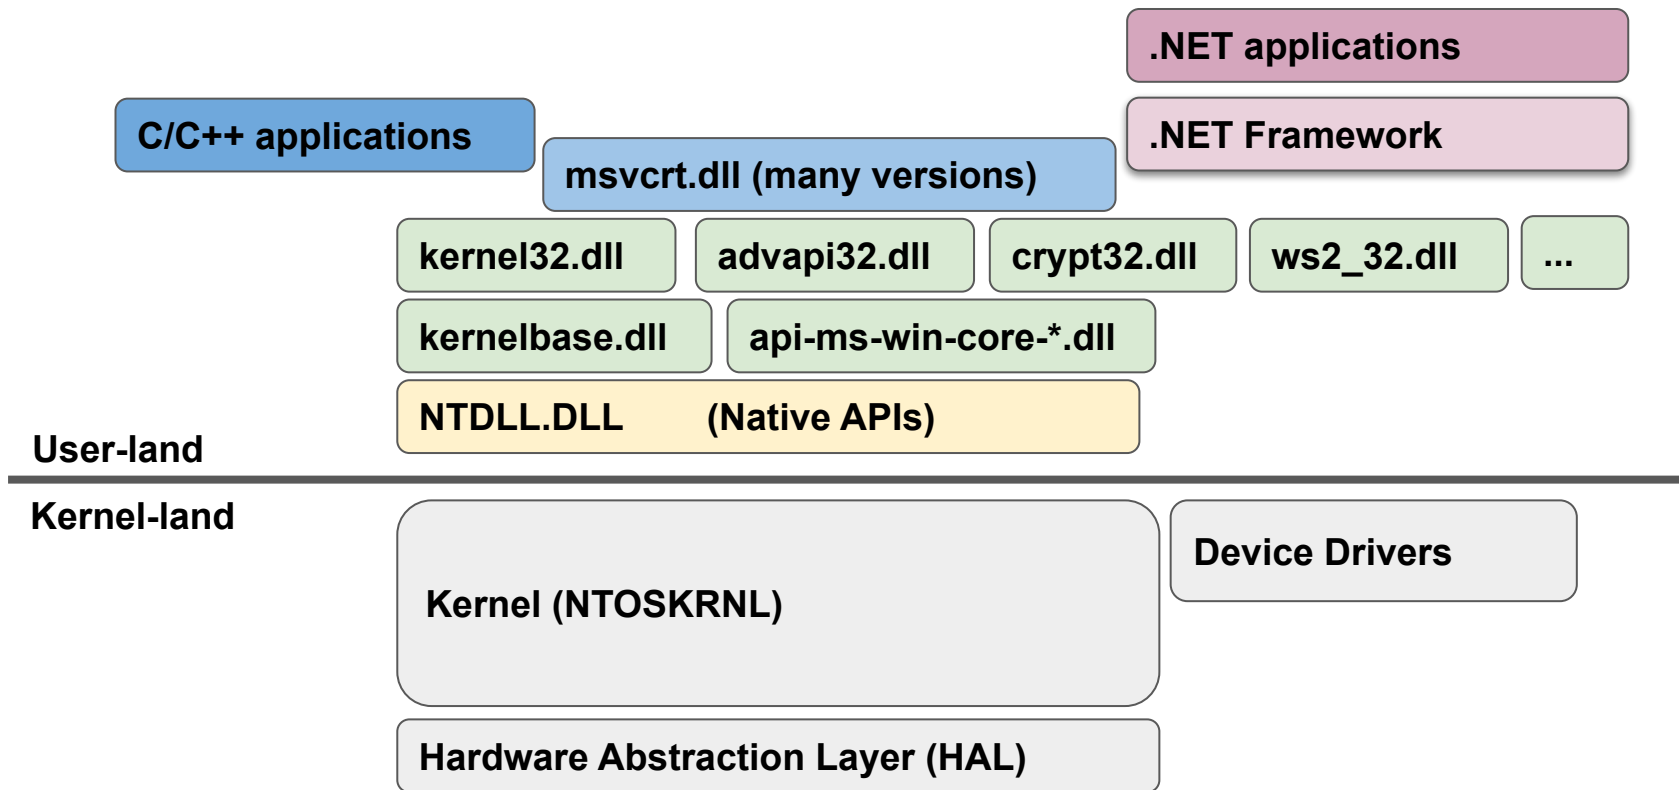 .NET applications
C/C++ applications
.NET Framework
msvcrt.dll (many versions)
kernel32.dll
advapi32.dll
crypt32.dll
ws2_32.dll
...
kernelbase.dll
api-ms-win-core-*.dll
NTDLL.DLL (Native APIs)
User-land
Kernel-land
Device Drivers
Kernel (NTOSKRNL)
Hardware Abstraction Layer (HAL)